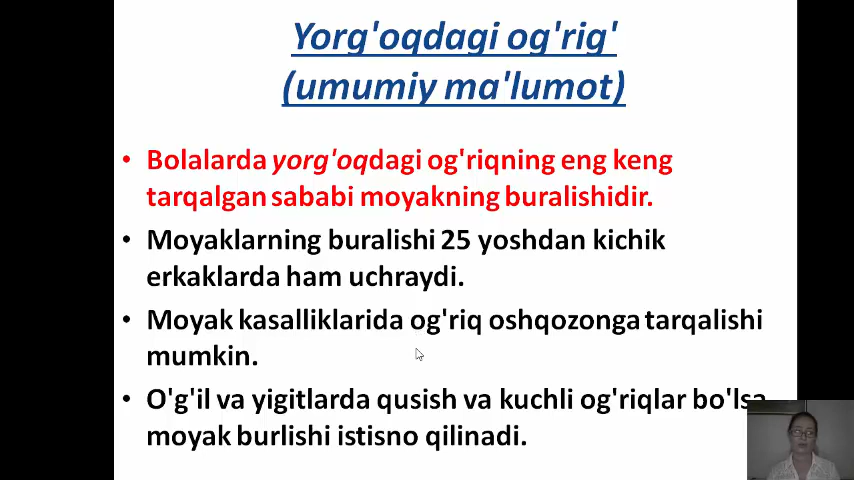 Yorg'oqdagi og'rig'
(umumiy ma'lumot)
• Bolalarda yorg'oqdagi og'riqning eng keng
tarqalgan sababi moyakning buralishidir.
• Moyaklarning buralishi 25 yoshdan kichik
erkaklarda ham uchraydi.
• Moyak kasalliklarida og'riq oshqozonga tarqalishi
mumkin.
• O'g'il va yigitlarda qusish va kuchli og'riqlar bo'lsa
moyak burlishi istisno qilinadi.